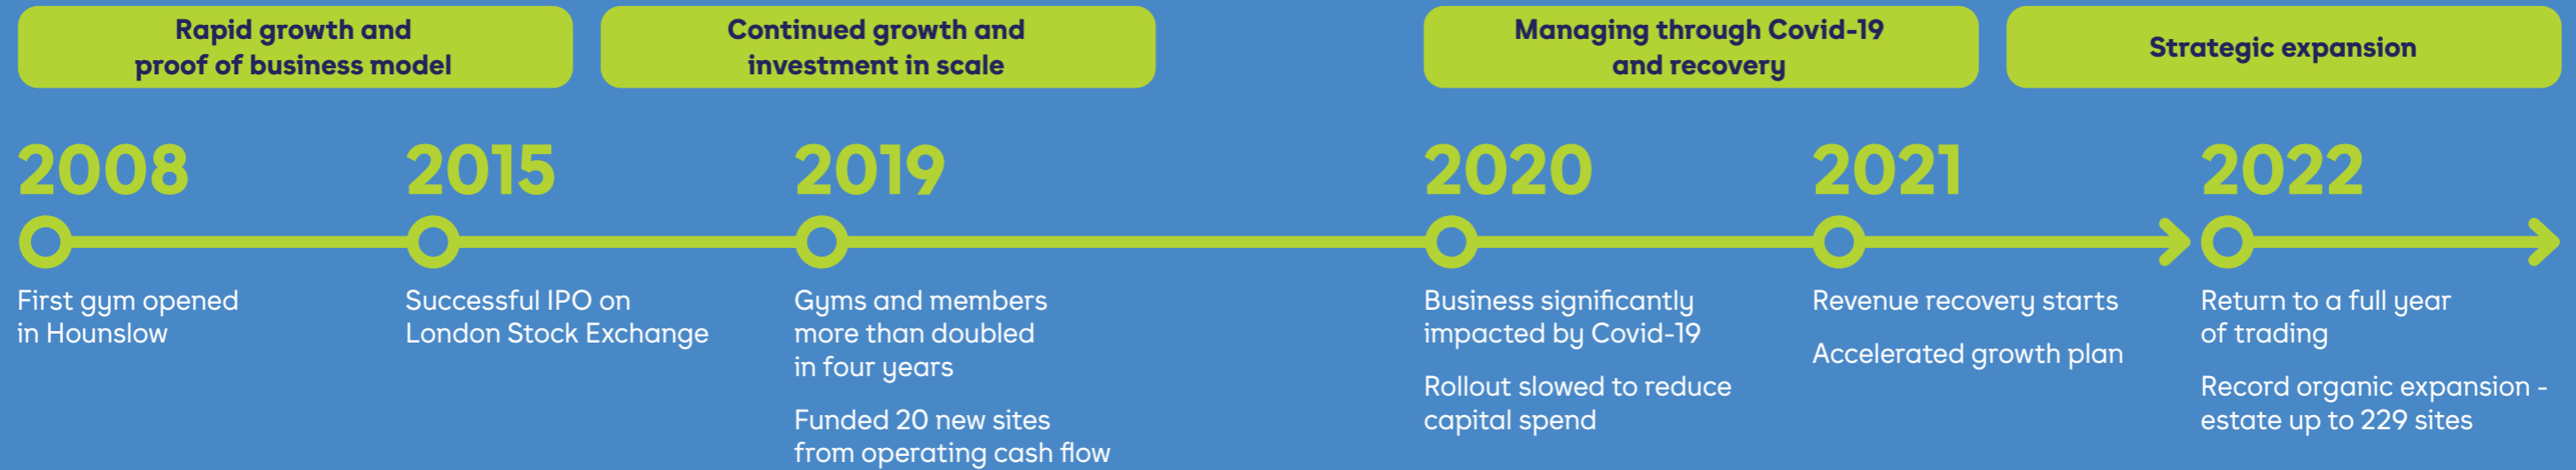 Rapid growth and
proof of business model
Continued growth and
investment in scale
Managing through Covid-19
and recovery
Strategic expansion
2008
First gym opened
in Hounslow
2015
Successful IPO on
London Stock Exchange
2019
Gyms and members
more than doubled
in four years
Funded 20 new sites
from operating cash flow
2020
Business significantly
impacted by Covid-19
Rollout slowed to reduce
capital spend
2021
Revenue recovery starts
Accelerated growth plan
2022
Return to a full year
of trading
Record organic expansion -
estate up to 229 sites